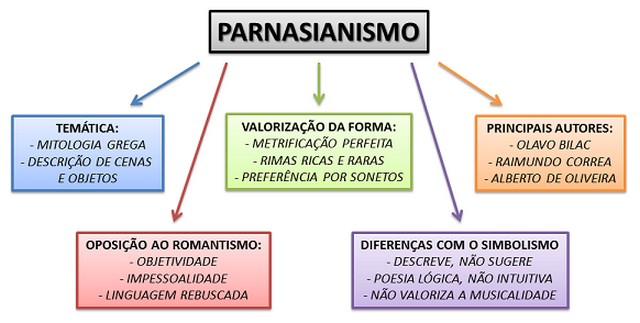 PARNASIANISMO
TEMÁTICA:
- MITOLOGIA GREGA
- DESCRIÇÃO DE CENAS
E OBJETOS
VALORIZAÇÃO DA FORMA:
- METRIFICAÇÃO PERFEITA
- RIMAS RICAS E RARAS
- PREFERÊNCIA POR SONETOS
PRINCIPAIS AUTORES:
- OLAVO BILAC
- RAIMUNDO CORREA
- ALBERTO DE OLIVEIRA
OPOSIÇÃO AO ROMANTISMO:
- OBJETIVIDADE
- IMPESSOALIDADE
- LINGUAGEM REBUSCADA
DIFERENÇAS COM O SIMBOLISMO
- DESCREVE, NÃO SUGERE
- POESIA LÓGICA, NÃO INTUITIVA
- NÃO VALORIZA A MUSICALIDADE